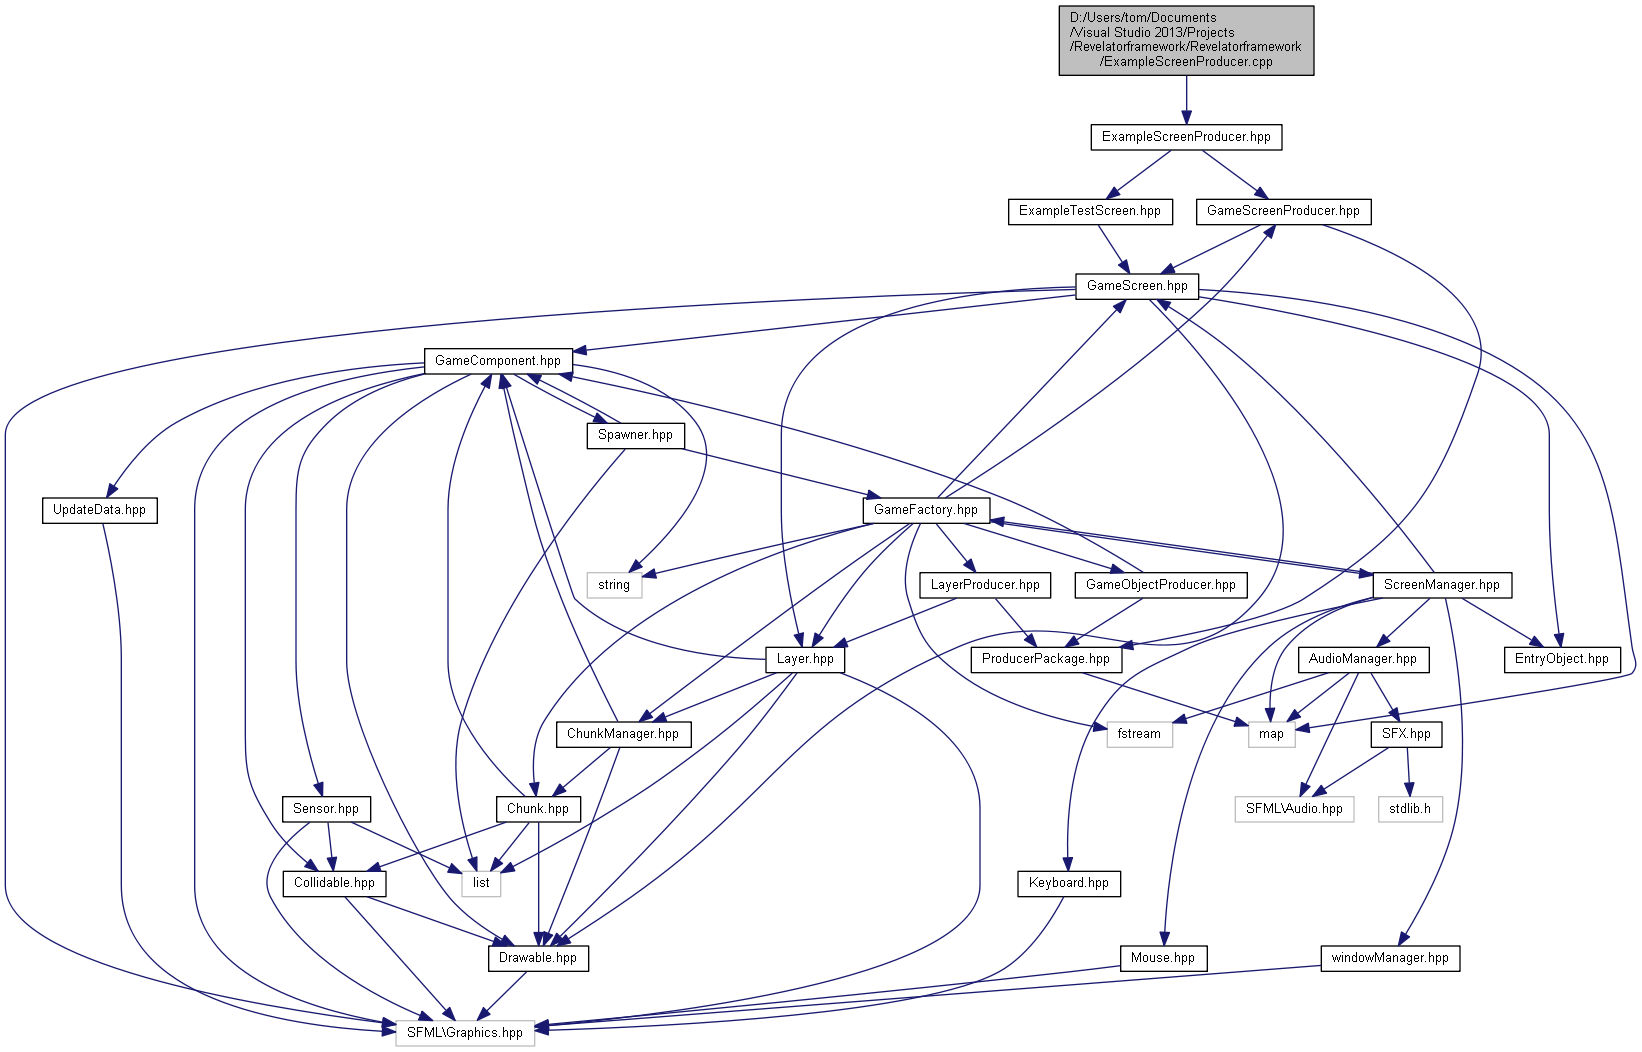 D:/Users/tom/Documents
/Visual Studio 2013/Projects
/Revelatorframework/Revelatorframework
/ExampleScreenProducer.cpp
ExampleScreenProducer.hpp
ExampleTestScreen.hpp
GameScreenProducer.hpp
GameScreen.hpp
GameComponent.hpp
Spawner.hpp
UpdateData.hpp
GameFactory.hpp
string
LayerProducer.hpp
GameObjectProducer.hpp
ScreenManager.hpp
Layer.hpp
ProducerPackage.hpp
AudioManager.hpp
EntryObject.hpp
ChunkManager.hpp
fstream
map
SFX.hpp
Sensor.hpp
Chunk.hpp
SFML\Audio.hpp
stdlib.h
Collidable.hpp
list
Keyboard.hpp
Drawable.hpp
Mouse.hpp
windowManager.hpp
SFML\Graphics.hpp